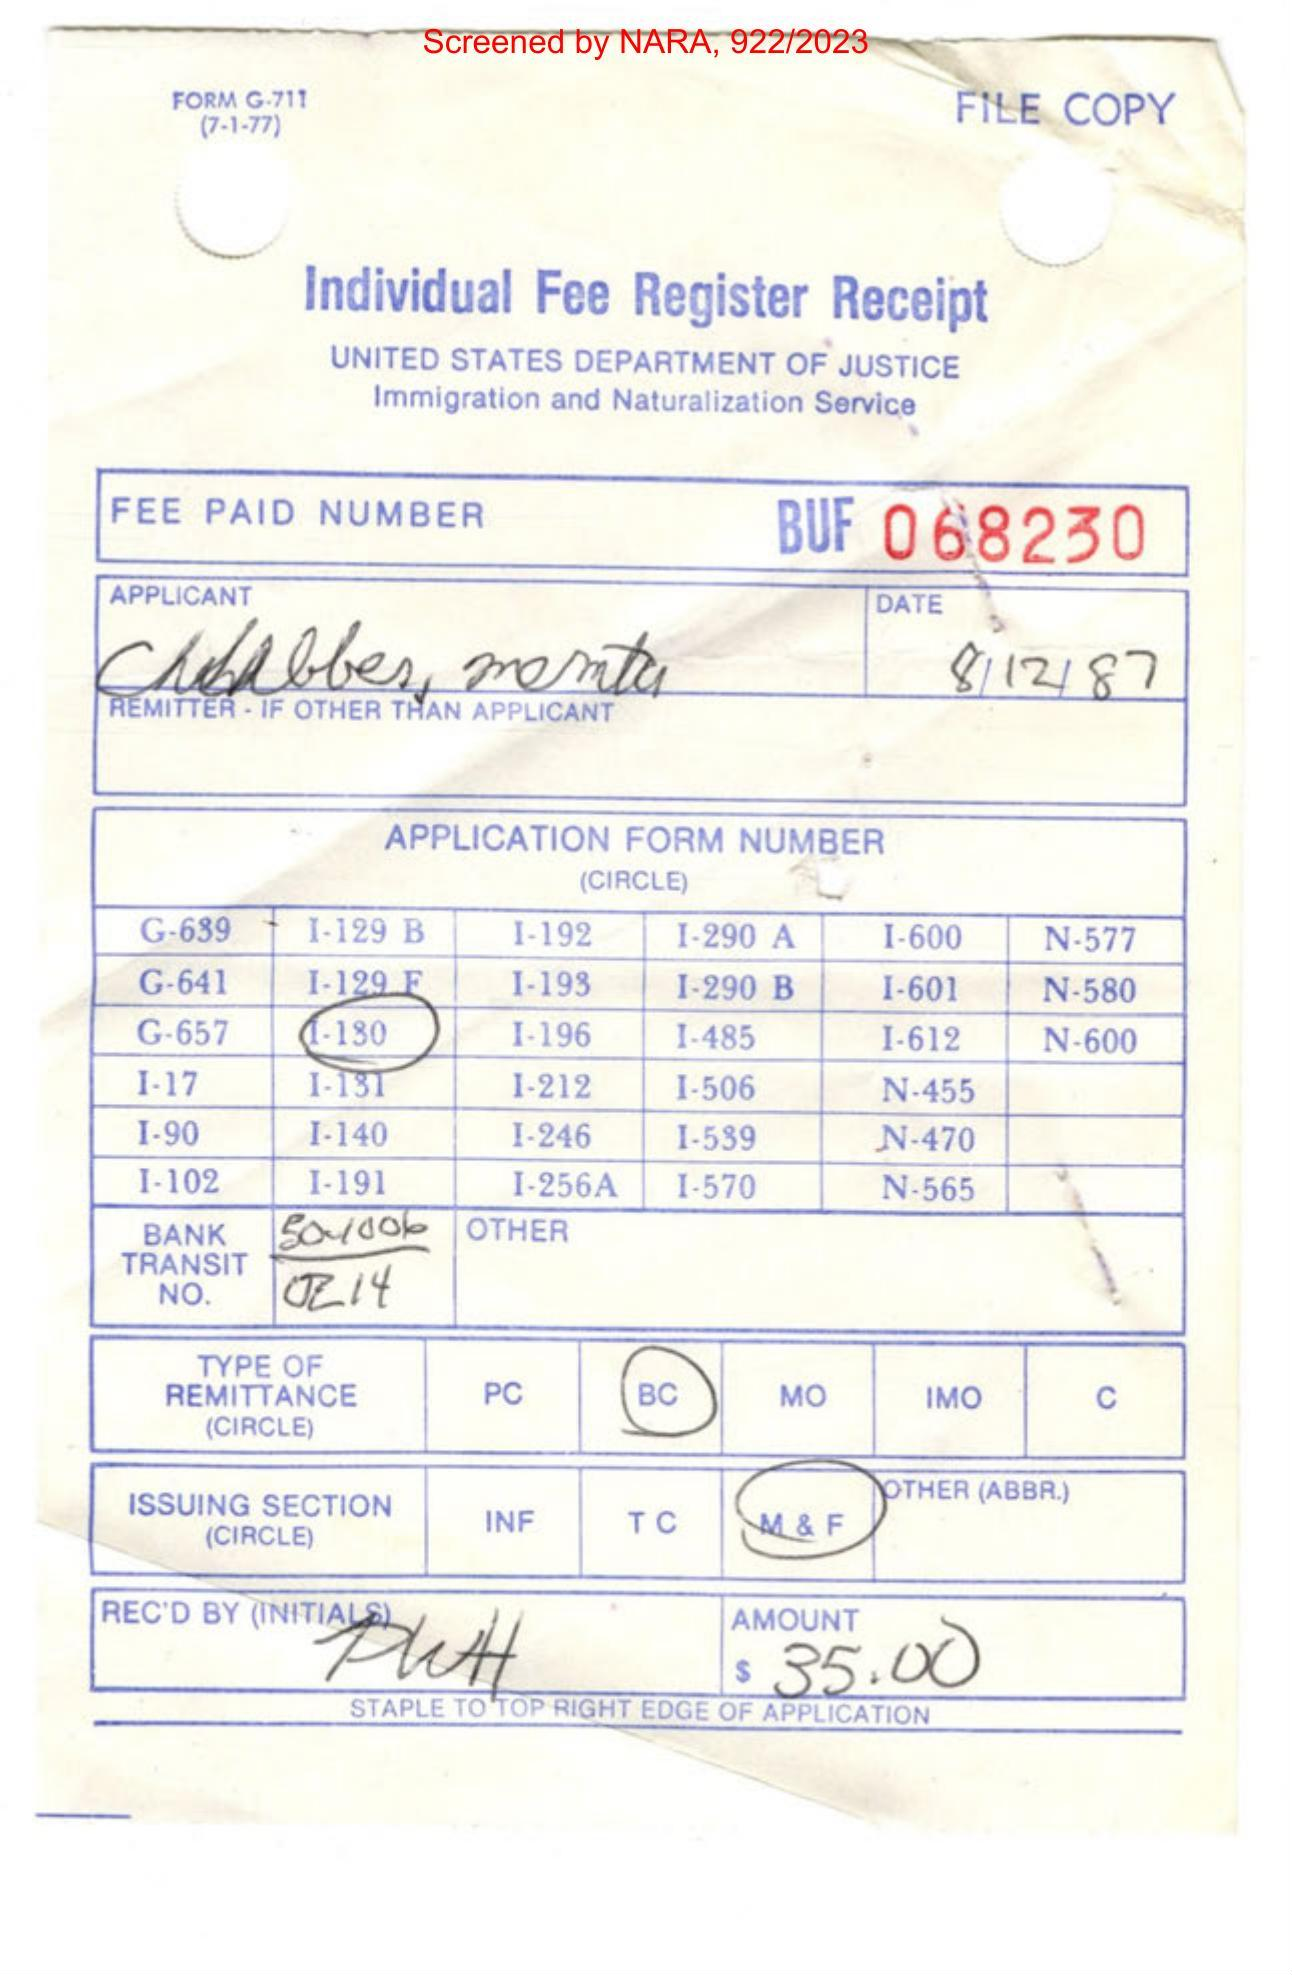 Screened by NARA, 922/2023
FORM G-711
(7-1-77)
FILE COPY
Individual Fee Register Receipt
UNITED STATES DEPARTMENT OF JUSTICE
Immigration and Naturalization Service
FEE PAID NUMBER BUF 068230
APPLICANT
DATE
8/12/87
REMITTER - IF OTHER THAN APPLICANT
APPLICATION FORM NUMBER
(CIRCLE)
G-639 I-129 B I-192 I-290 A I-600 N-577
G-641 I-129 F I-193 I-290 B I-601 N-580
G-657 I-130 I-196 I-485 I-612 N-600
I-17 I-131 I-212 I-506 N-455
I-90 I-140 I-246 I-539 N-470
I-102 I-191 I-256A I-570 N-565
BANK TRANSIT NO.
50-1006
OTHER
TYPE OF REMITTANCE (CIRCLE) PC BC MO IMO C
ISSUING SECTION (CIRCLE) INF T C M & F OTHER (ABBR.)
REC'D BY (INITIALS) PWH
AMOUNT
$ 35.00
STAPLE TO TOP RIGHT EDGE OF APPLICATION